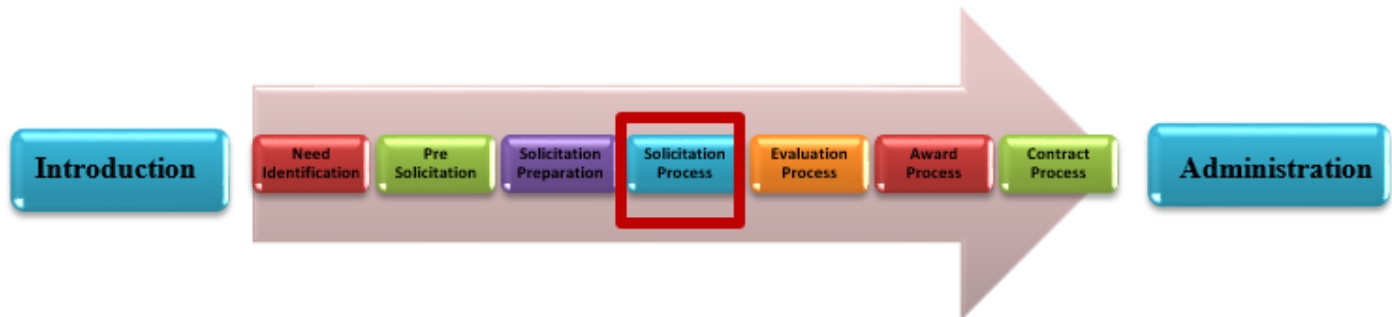 Introduction
Need
Identification
Pre
Solicitation
Solicitation
Preparation
Solicitation
Process
Evaluation
Process
Award
Process
Contract
Process
Administration